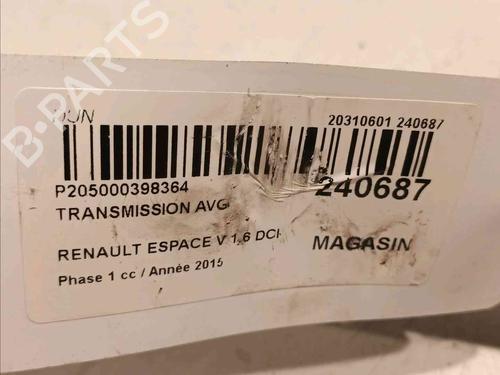 B-PARTS
20310601 240687
P205000398364
240687
TRANSMISSION AVG
RENAULT ESPACE V 1.6 DCI
MAGASIN
Phase 1 cc / Année 2015